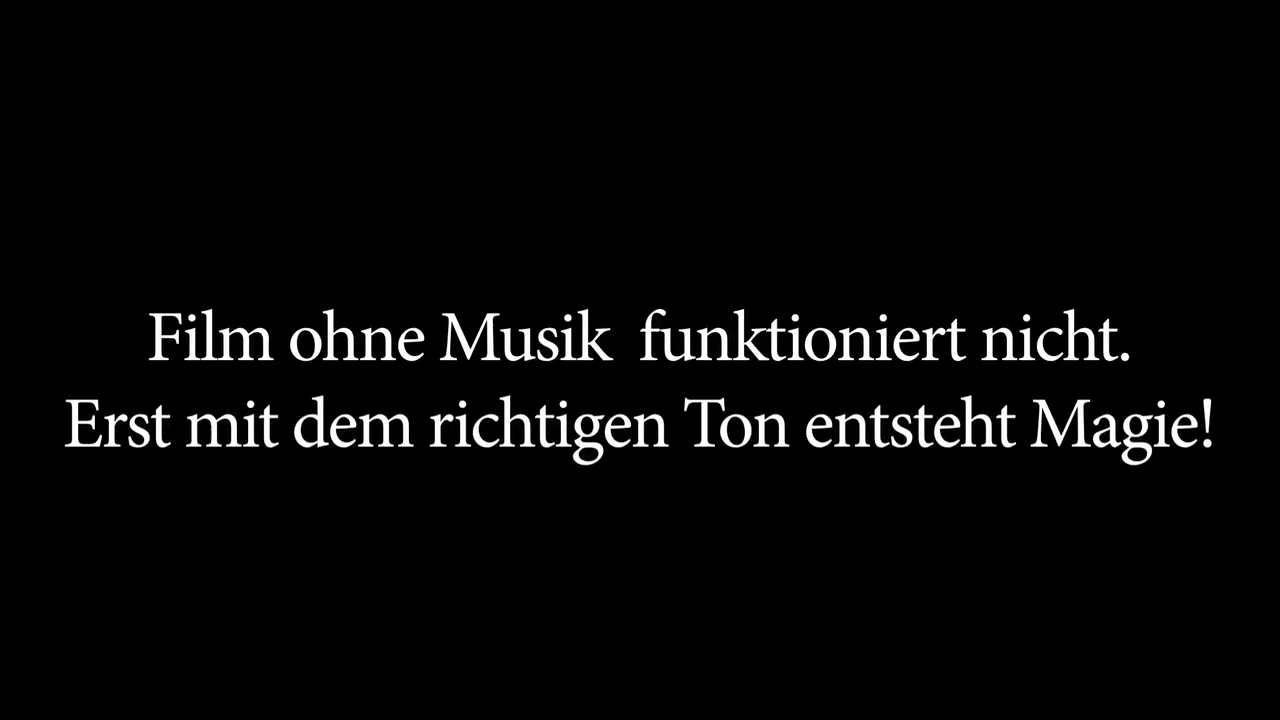 Film ohne Musik  funktioniert nicht.
Erst mit dem richtigen Ton entsteht Magie!